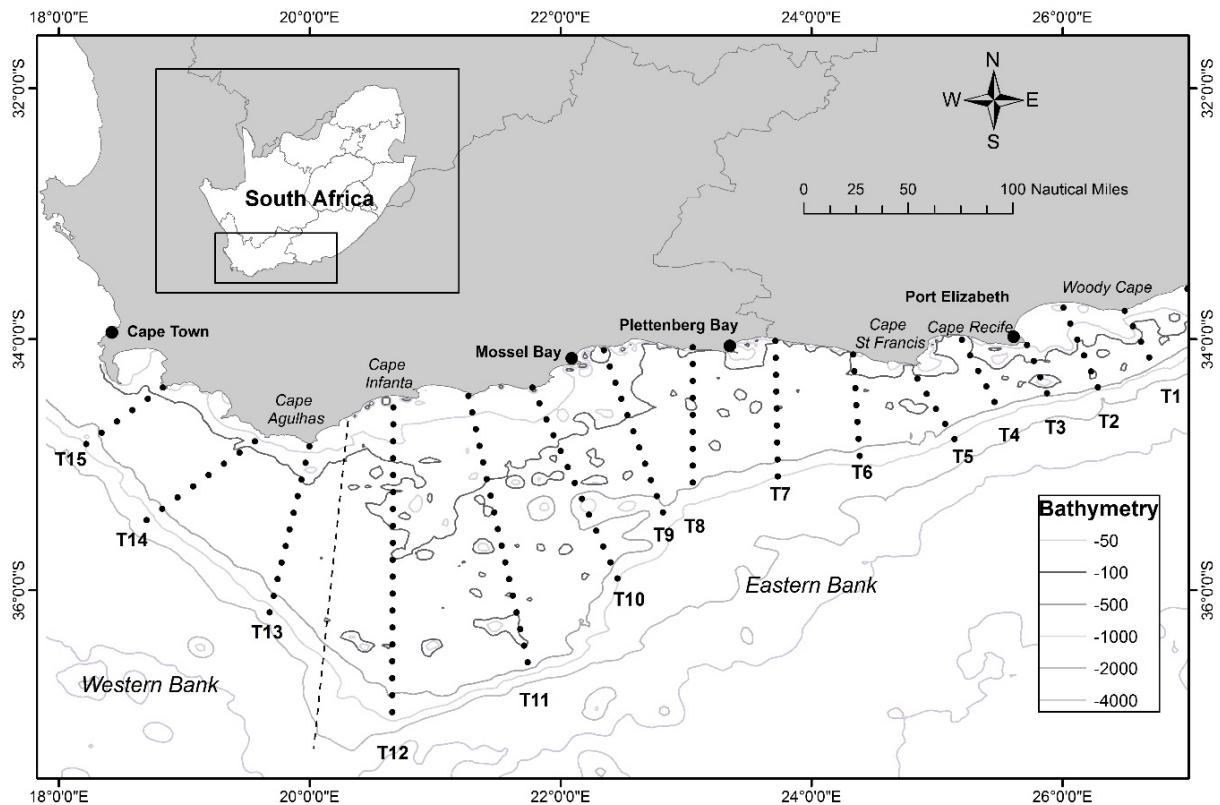 18°0'0"E
20°0'0"E
22°0'0"E
24°0'0"E
26°0'0"E
32°0'0"S
32°0'0"S
N
W
E
S
South Africa
0
25
50
100 Nautical Miles
Woody Cape
Port Elizabeth
Cape Recife
Cape
St Francis
Plettenberg Bay
Mossel Bay
Cape Town
34°0'0"S
34°0'0"S
Cape
Infanta
Cape
Agulhas
T1
T2
T3
T4
T5
T6
T7
T8
T9
T10
T11
T12
T13
T14
T15
Bathymetry
-50
-100
-500
-1000
-2000
-4000
36°0'0"S
36°0'0"S
Eastern Bank
Western Bank
18°0'0"E
20°0'0"E
22°0'0"E
24°0'0"E
26°0'0"E